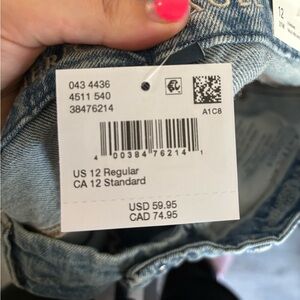 043 4436
4511 540
38476214
A1C8
4 00384 76214 1
US 12 Regular
CA 12 Standard
USD 59.95
CAD 74.95
12